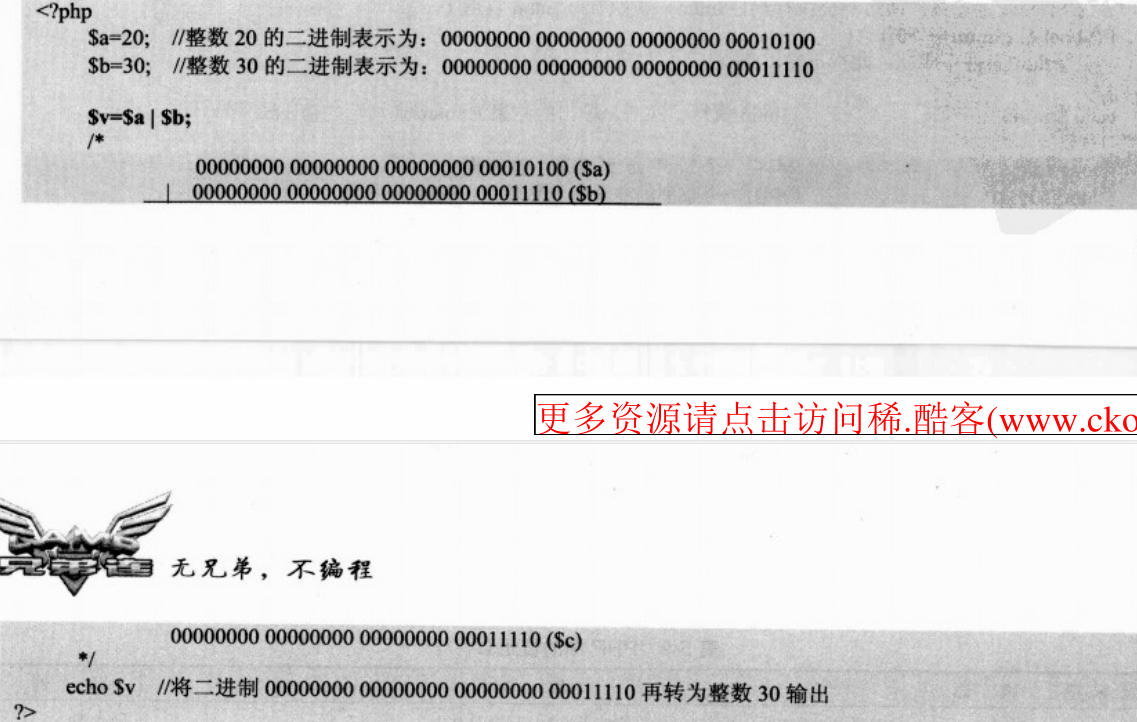 <?php
$a=20; //整数 20 的二进制表示为：00000000 00000000 00000000 00010100
$b=30; //整数 30 的二进制表示为：00000000 00000000 00000000 00011110
$v=$a | $b;
/*
00000000 00000000 00000000 00010100 ($a)
| 00000000 00000000 00000000 00011110 ($b)
更多资源请点击访问稀.酷客(www.cko
兄弟连 无兄弟，不编程
00000000 00000000 00000000 00011110 ($c)
*/
echo $v //将二进制 00000000 00000000 00000000 00011110 再转为整数 30 输出
?>